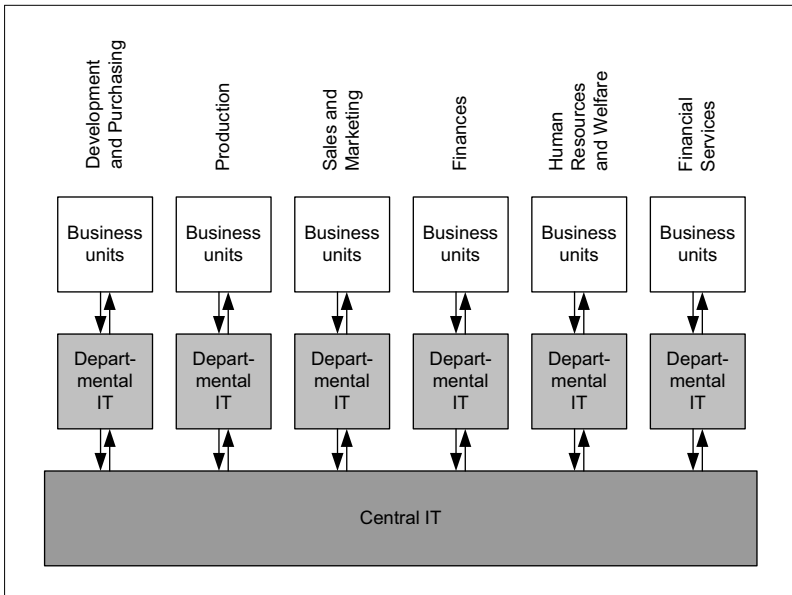 Development
and Purchasing
Production
Sales and
Marketing
Finances
Human
Resources
and Welfare
Financial
Services
Business
units
Business
units
Business
units
Business
units
Business
units
Business
units
Depart-
mental
IT
Depart-
mental
IT
Depart-
mental
IT
Depart-
mental
IT
Depart-
mental
IT
Depart-
mental
IT
Central IT